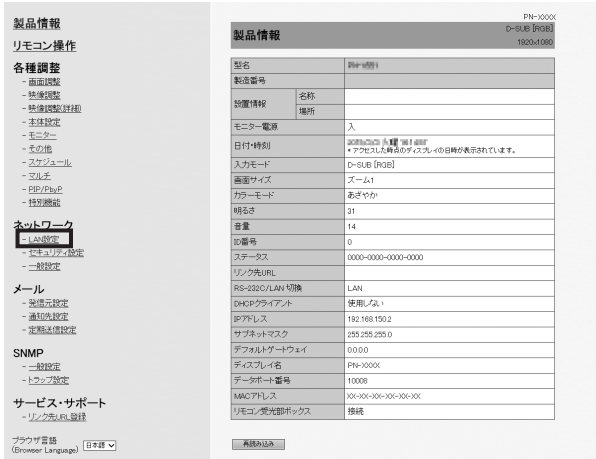 製品情報
リモコン操作
各種調整
- 画面調整
- 映像調整
- 映像調整(詳細)
- 本体設定
- モニター
- その他
- スケジュール
- マルチ
- PIP/PbyP
- 特別機能
ネットワーク
- LAN設定
- セキュリティ設定
- 一般設定
メール
- 発信元設定
- 通知先設定
- 定期送信設定
SNMP
- 一般設定
- トラップ設定
サービス・サポート
- リンク先URL登録
ブラウザ言語
(Browser Language) 日本語
PN-XXXX
製品情報 D-SUB [RGB]
1920x1080
型名
製造番号
設置情報 名称
場所
モニター電源 入
日付・時刻
* アクセスした時点のディスプレイの日時が表示されています。
入力モード D-SUB [RGB]
画面サイズ ズーム1
カラーモード あざやか
明るさ 31
音量 14
ID番号 0
ステータス 0000-0000-0000-0000
リンク先URL
RS-232C/LAN 切換 LAN
DHCPクライアント 使用しない
IPアドレス 192.168.150.2
サブネットマスク 255.255.255.0
デフォルトゲートウェイ 0.0.0.0
ディスプレイ名 PN-XXXX
データポート番号 10008
MACアドレス XX-XX-XX-XX-XX-XX
リモコン受光部ボックス 接続
再読み込み